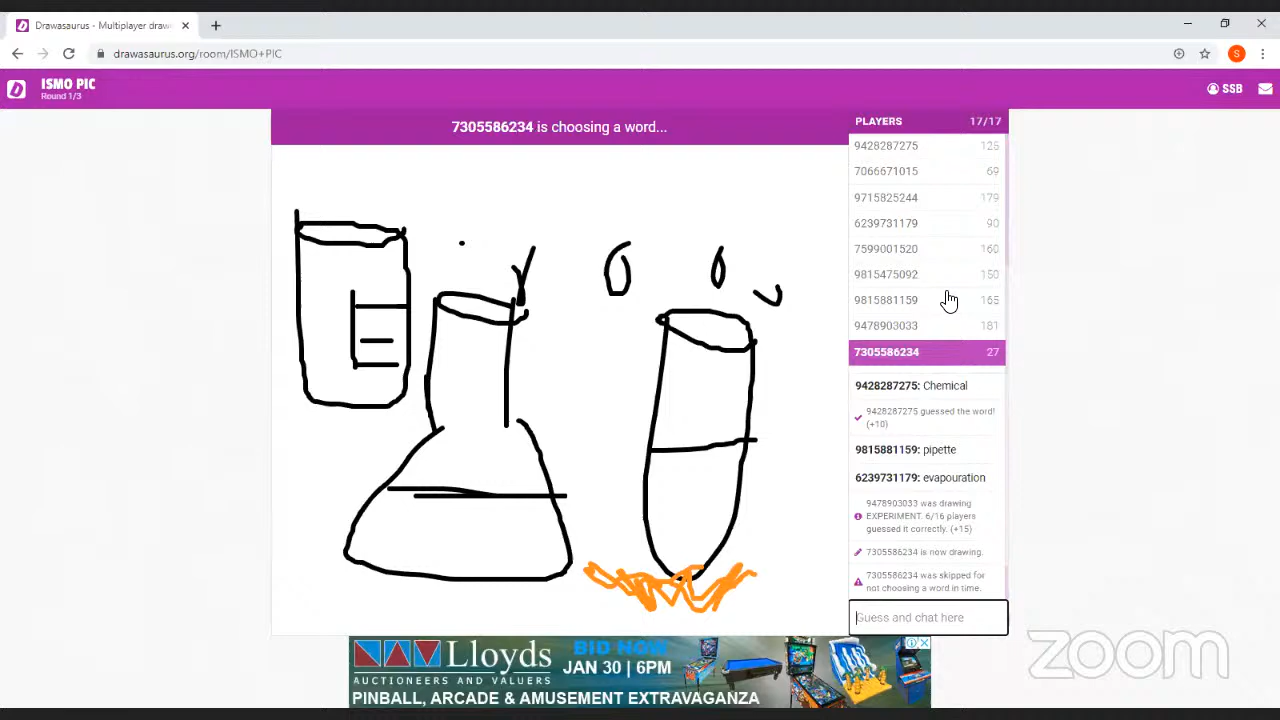 Drawasaurus - Multiplayer draw
drawasaurus.org/room/ISMO+PIC
S
ISMO PIC
Round 1/3
SSB
7305586234 is choosing a word...
PLAYERS 17/17
9428287275 125
7066671015 69
9715825244 179
6239731179 90
7599001520 160
9815475092 150
9815881159 165
9478903033 181
7305586234 27
9428287275: Chemical
9428287275 guessed the word!
(+10)
9815881159: pipette
6239731179: evapouration
9478903033 was drawing
EXPERIMENT. 6/16 players
guessed it correctly. (+15)
7305586234 is now drawing.
7305586234 was skipped for
not choosing a word in time.
Guess and chat here
Lloyds
AUCTIONEERS AND VALUERS
BID NOW
JAN 30 | 6PM
PINBALL, ARCADE & AMUSEMENT EXTRAVAGANZA
zoom